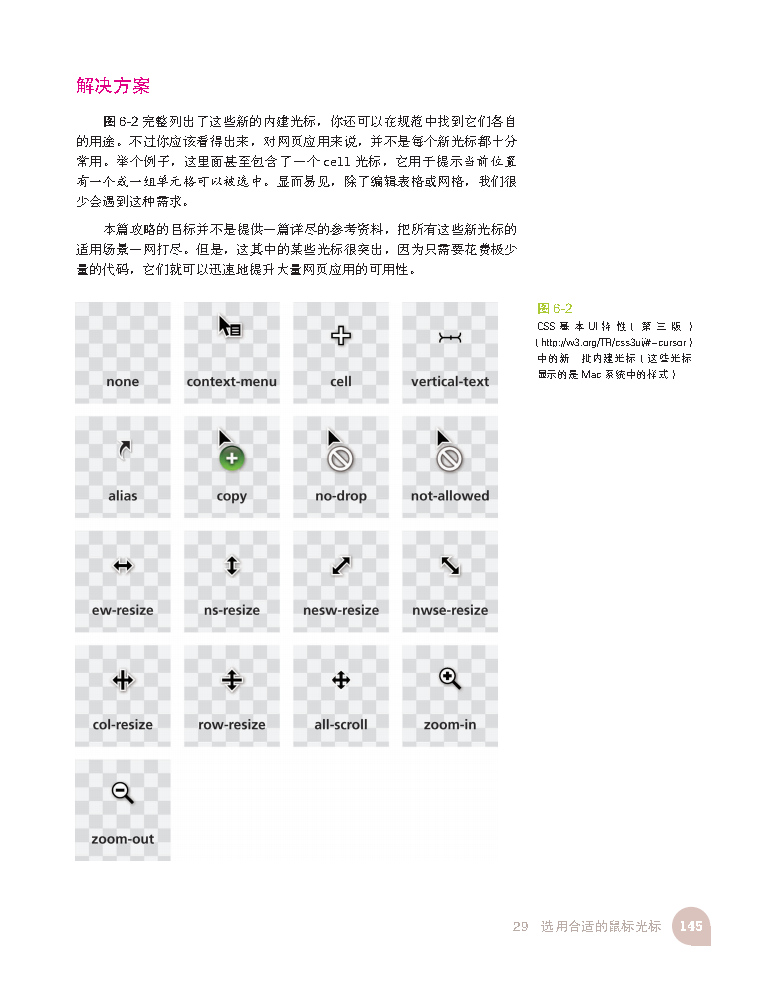 解决方案
图 6-2 完整列出了这些新的内建光标，你还可以在规范中找到它们各自
的用途。不过你应该看得出来，对网页应用来说，并不是每个新光标都十分
常用。举个例子，这里面甚至包含了一个 cell 光标，它用于提示当前位置
有一个或一组单元格可以被选中。显而易见，除了编辑表格或网格，我们很
少会遇到这种需求。
本篇攻略的目标并不是提供一篇详尽的参考资料，把所有这些新光标的
适用场景一网打尽。但是，这其中的某些光标很突出，因为只需要花费极少
量的代码，它们就可以迅速地提升大量网页应用的可用性。
图 6-2
CSS 基本 UI 特性（第三版）
（http://w3.org/TR/css3ui/#-cursor）
中的新 批内建光标（这些光标
显示的是 Mac 系统中的样式）
none context-menu cell vertical-text
alias copy no-drop not-allowed
ew-resize ns-resize nesw-resize nwse-resize
col-resize row-resize all-scroll zoom-in
zoom-out
29 选用合适的鼠标光标 145